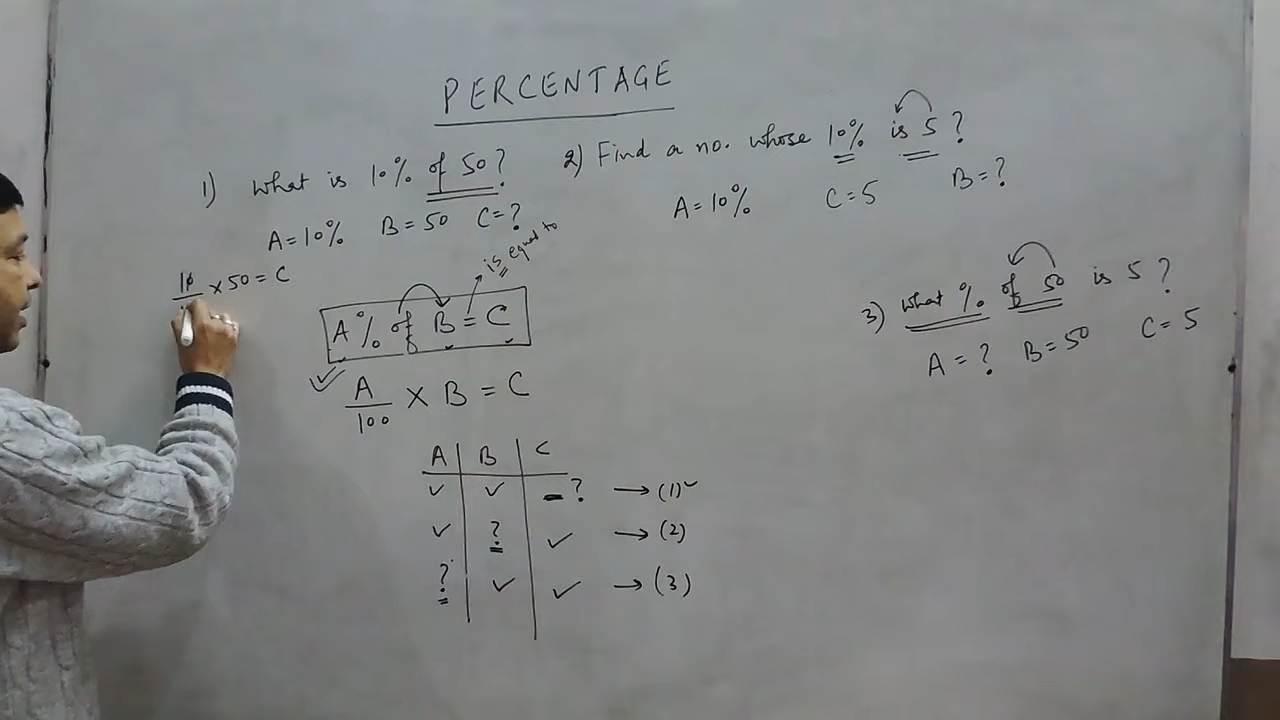 PERCENTAGE
1) What is 10% of 50?
A=10% B=50 C=?
10 × 50 = C
is equal to
A% of B = C
A/100 × B = C
A B C
✓ ✓ - ? → (1) ✓
✓ ? ✓ → (2)
? ✓ ✓ → (3)
2) Find a no. whose 10% is 5?
A=10% C=5 B=?
3) what % of 50 is 5?
A=? B=50 C=5